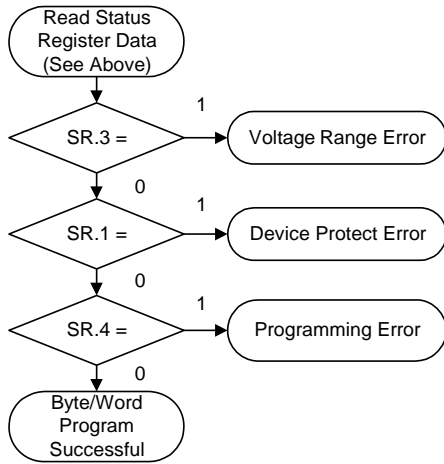 Read Status
Register Data
(See Above)
1
SR.3 =
Voltage Range Error
0
1
SR.1 =
Device Protect Error
0
1
SR.4 =
Programming Error
0
Byte/Word
Program
Successful